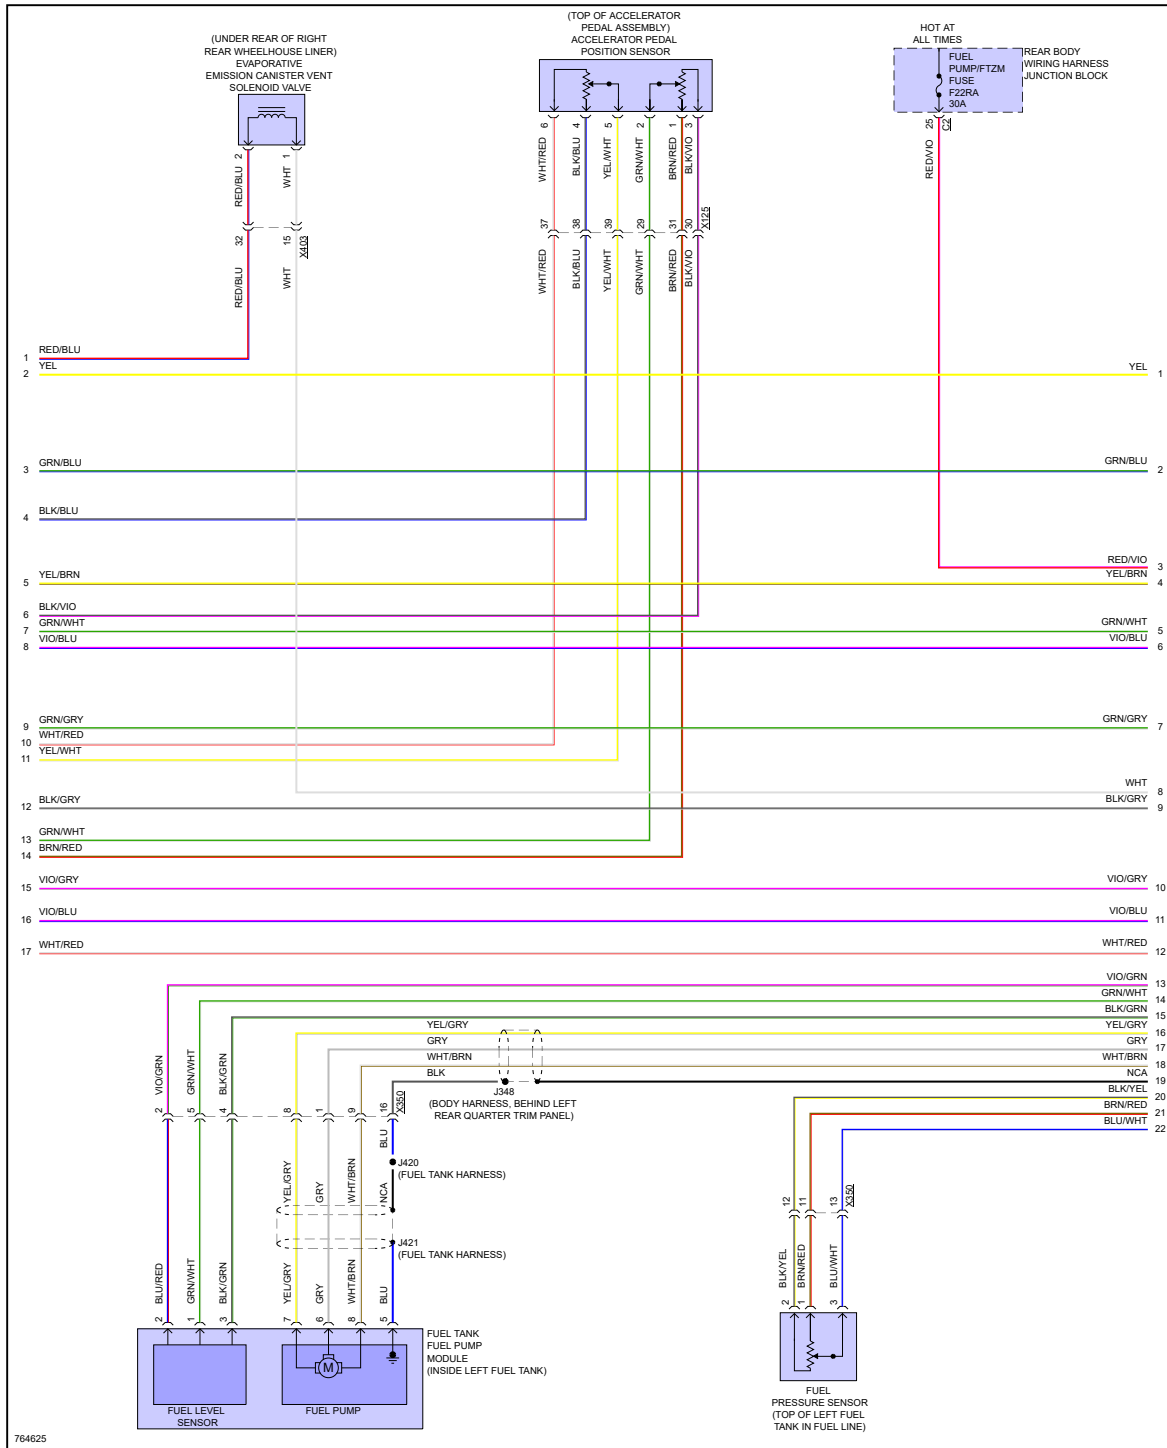 (UNDER REAR OF RIGHT
REAR WHEELHOUSE LINER)
EVAPORATIVE
EMISSION CANISTER VENT
SOLENOID VALVE
(TOP OF ACCELERATOR
PEDAL ASSEMBLY)
ACCELERATOR PEDAL
POSITION SENSOR
HOT AT
ALL TIMES
FUEL
PUMP/FTZM
FUSE
F22RA
30A
REAR BODY
WIRING HARNESS
JUNCTION BLOCK
2 1
RED/BLU WHT
32 15 X403
RED/BLU WHT
6 4 5 2 1 3
WHT/RED BLK/BLU YEL/WHT GRN/WHT BRN/RED BLK/VIO
37 38 39 29 31 30 X125
WHT/RED BLK/BLU YEL/WHT GRN/WHT BRN/RED BLK/VIO
25 C2
RED/VIO
1 RED/BLU
2 YEL YEL 1
3 GRN/BLU GRN/BLU 2
4 BLK/BLU
RED/VIO 3
5 YEL/BRN YEL/BRN 4
6 BLK/VIO
7 GRN/WHT GRN/WHT 5
8 VIO/BLU VIO/BLU 6
9 GRN/GRY GRN/GRY 7
10 WHT/RED
11 YEL/WHT
WHT 8
12 BLK/GRY BLK/GRY 9
13 GRN/WHT
14 BRN/RED
15 VIO/GRY VIO/GRY 10
16 VIO/BLU VIO/BLU 11
17 WHT/RED WHT/RED 12
VIO/GRN 13
GRN/WHT 14
BLK/GRN 15
YEL/GRY YEL/GRY 16
GRY GRY 17
WHT/BRN WHT/BRN 18
BLK NCA 19
BLK/YEL 20
BRN/RED 21
BLU/WHT 22
J348
(BODY HARNESS, BEHIND LEFT
REAR QUARTER TRIM PANEL)
VIO/GRN GRN/WHT BLK/GRN
2 5 4 8 1 9 16 X350
BLU
J420
(FUEL TANK HARNESS)
YEL/GRY GRY WHT/BRN NCA
J421
(FUEL TANK HARNESS)
BLU/RED GRN/WHT BLK/GRN YEL/GRY GRY WHT/BRN BLU
2 1 3 7 6 8 5
12 11 13 X350
BLK/YEL BRN/RED BLU/WHT
2 1 3
M
FUEL TANK
FUEL PUMP
MODULE
(INSIDE LEFT FUEL TANK)
FUEL LEVEL
SENSOR
FUEL PUMP
FUEL
PRESSURE SENSOR
(TOP OF LEFT FUEL
TANK IN FUEL LINE)
764625